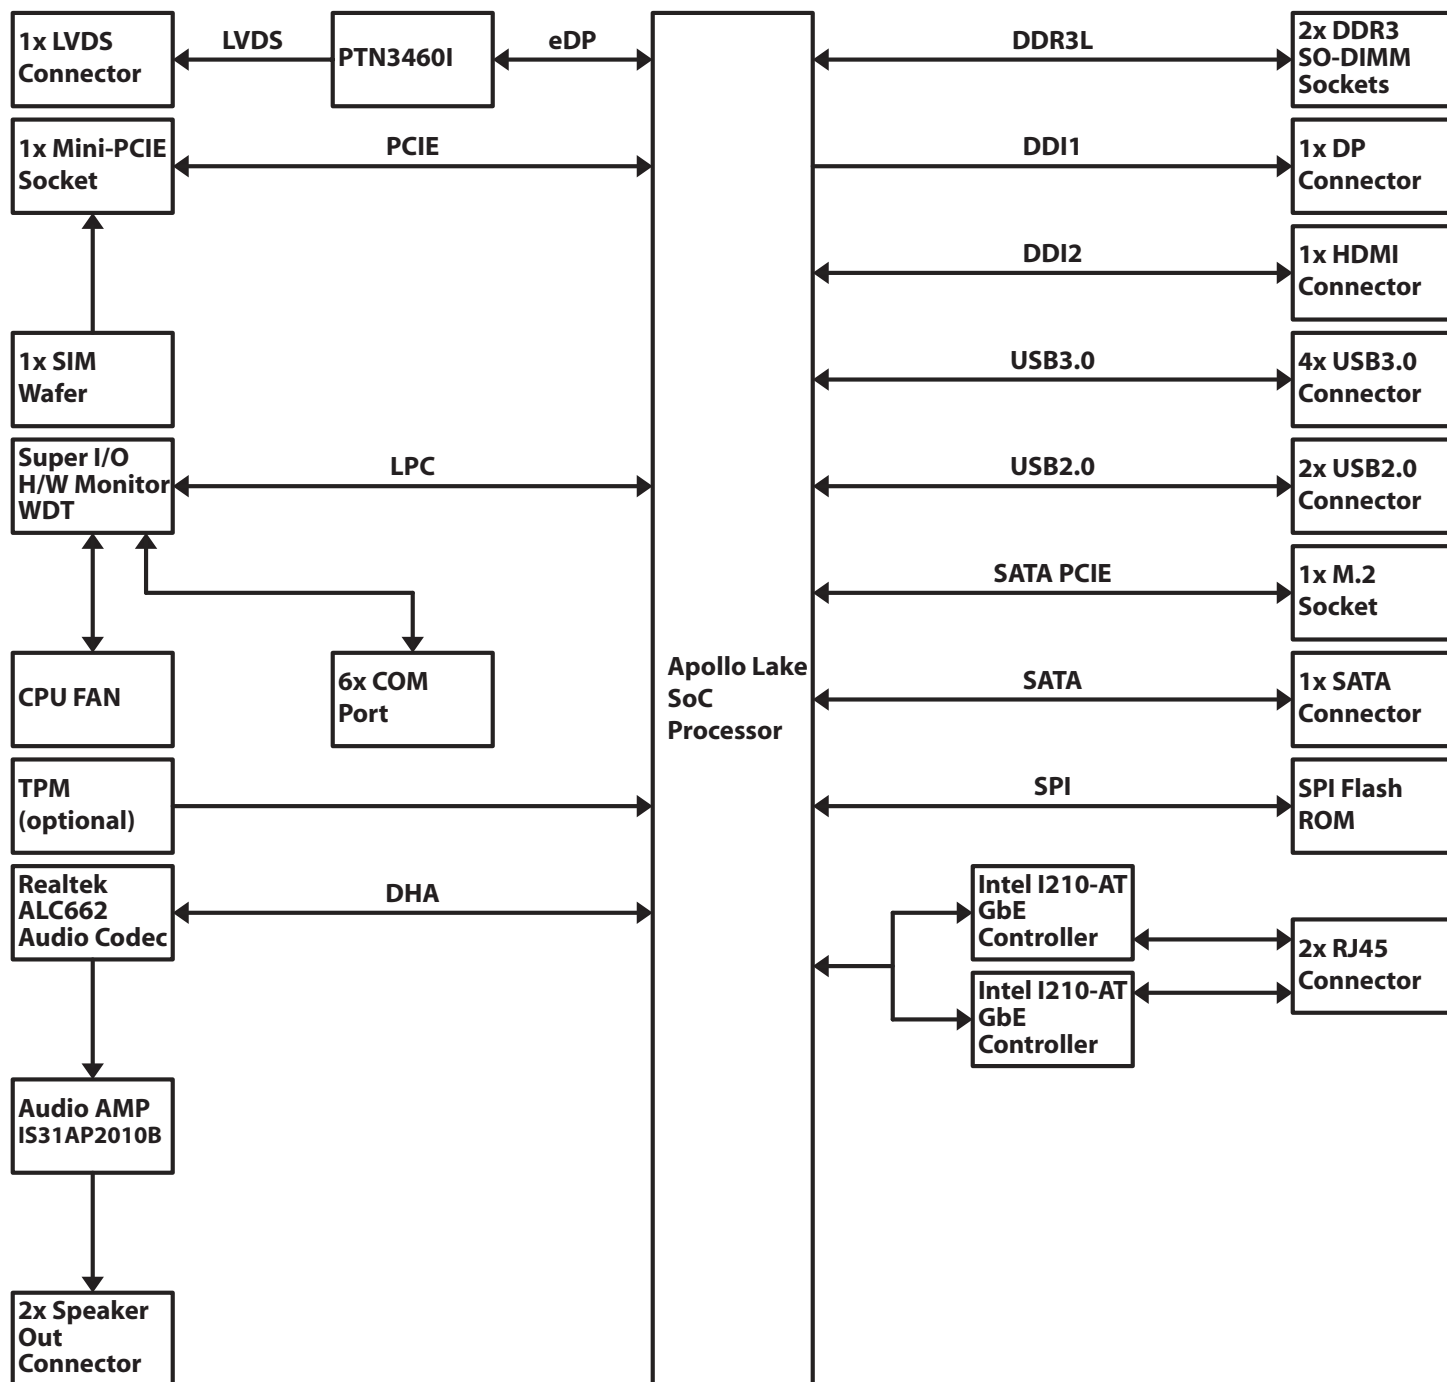 1x LVDS
Connector
LVDS
PTN3460I
eDP
DDR3L
2x DDR3
SO-DIMM
Sockets
1x Mini-PCIE
Socket
PCIE
DDI1
1x DP
Connector
DDI2
1x HDMI
Connector
1x SIM
Wafer
USB3.0
4x USB3.0
Connector
Super I/O
H/W Monitor
WDT
LPC
USB2.0
2x USB2.0
Connector
SATA PCIE
1x M.2
Socket
CPU FAN
6x COM
Port
Apollo Lake
SoC
Processor
SATA
1x SATA
Connector
TPM
(optional)
SPI
SPI Flash
ROM
Realtek
ALC662
Audio Codec
DHA
Intel I210-AT
GbE
Controller
2x RJ45
Connector
Intel I210-AT
GbE
Controller
Audio AMP
IS31AP2010B
2x Speaker
Out
Connector